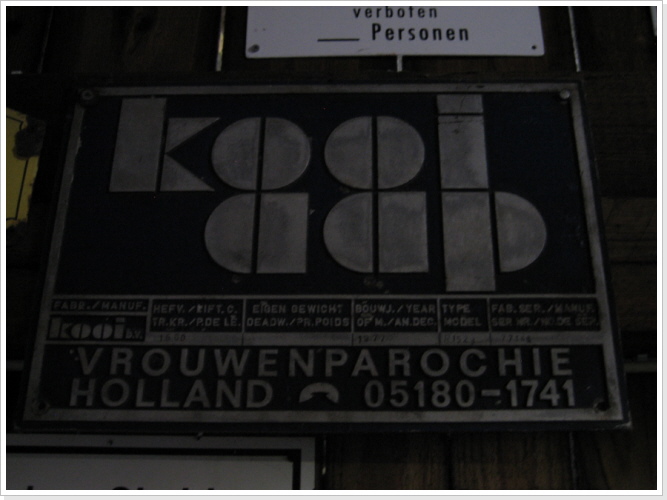 verboten
___ Personen
kooi
aap
FABR./MANUF. HEFV./LIFT.C. EIGEN GEWICHT BOUWJ./YEAR TYPE FAB.SER./MANUF.
kooi B.V. TR.KR./P.DE LE. DEADW./PR.POIDS OF M./AN.DEC. MODEL SER NR./NO.DE SER.
VROUWENPAROCHIE
HOLLAND 05180-1741